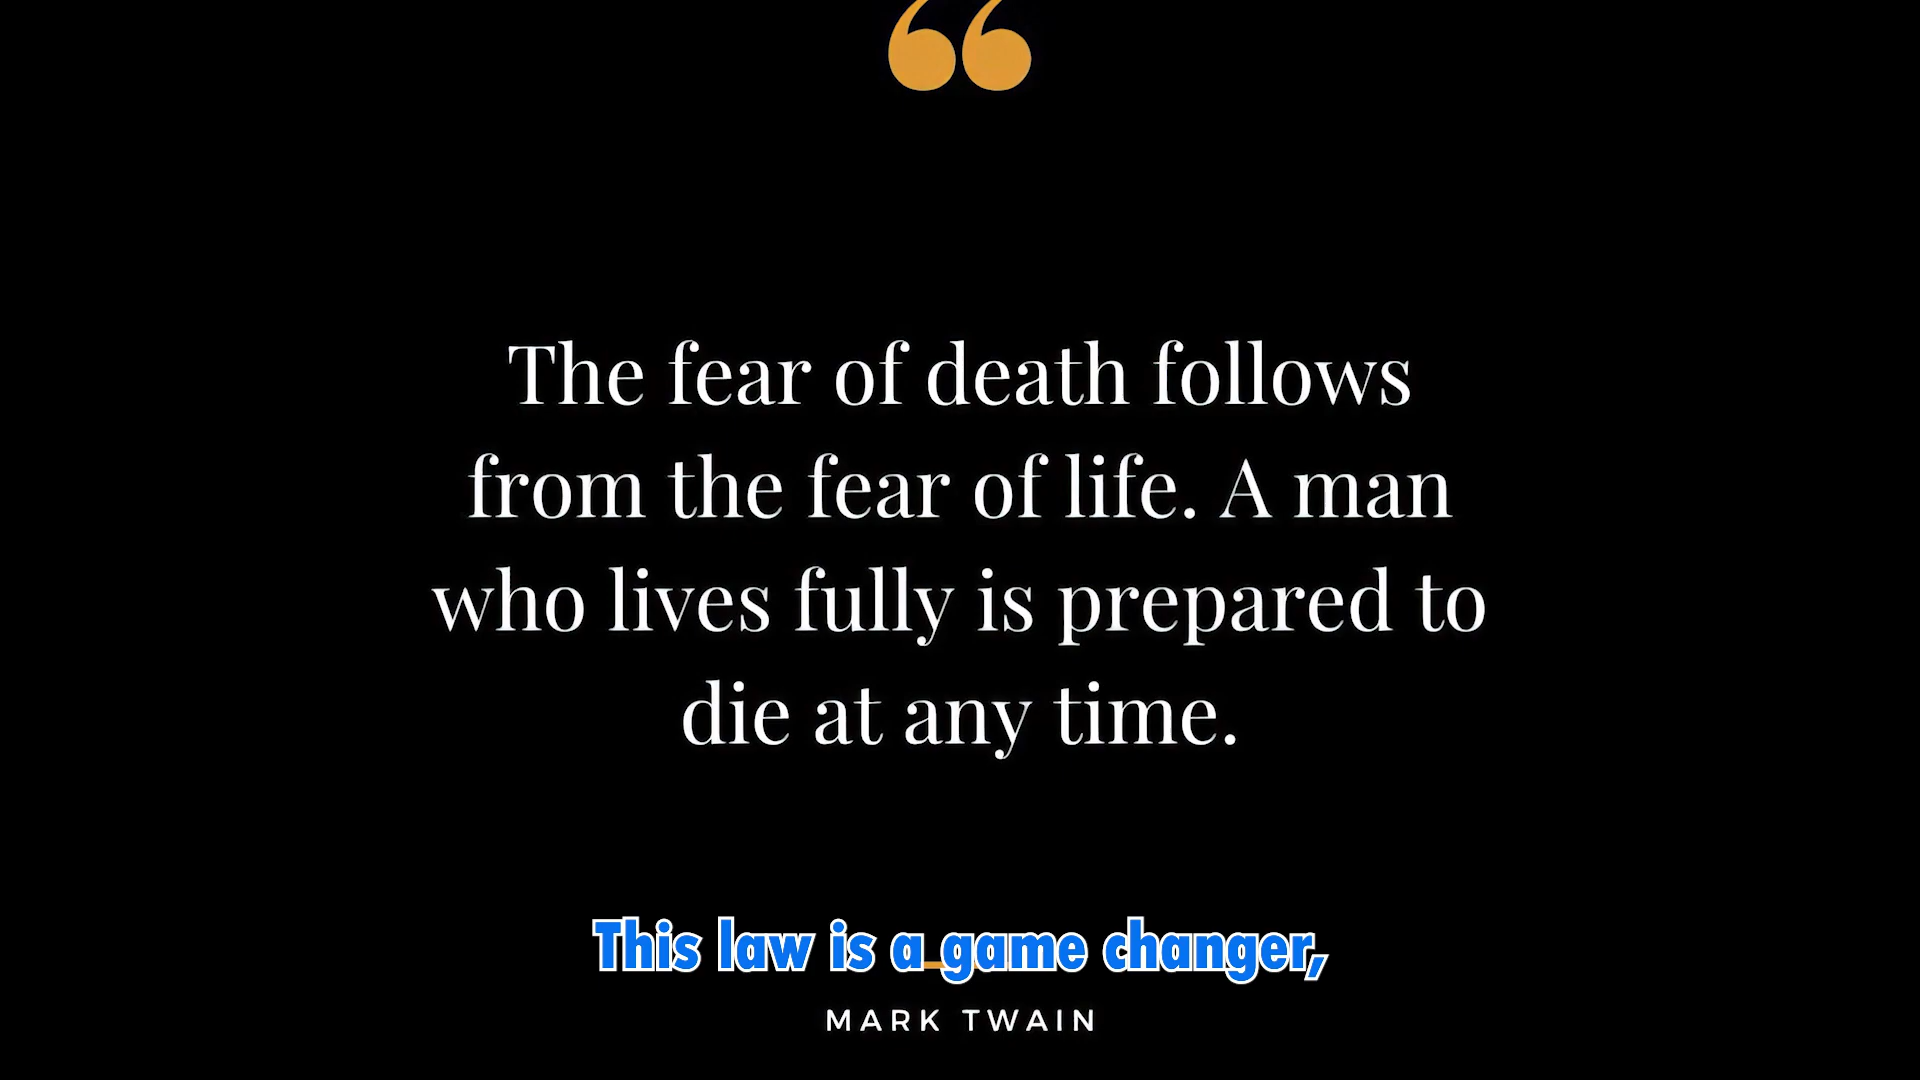 “
The fear of death follows
from the fear of life. A man
who lives fully is prepared to
die at any time.
This law is a game changer,
MARK TWAIN